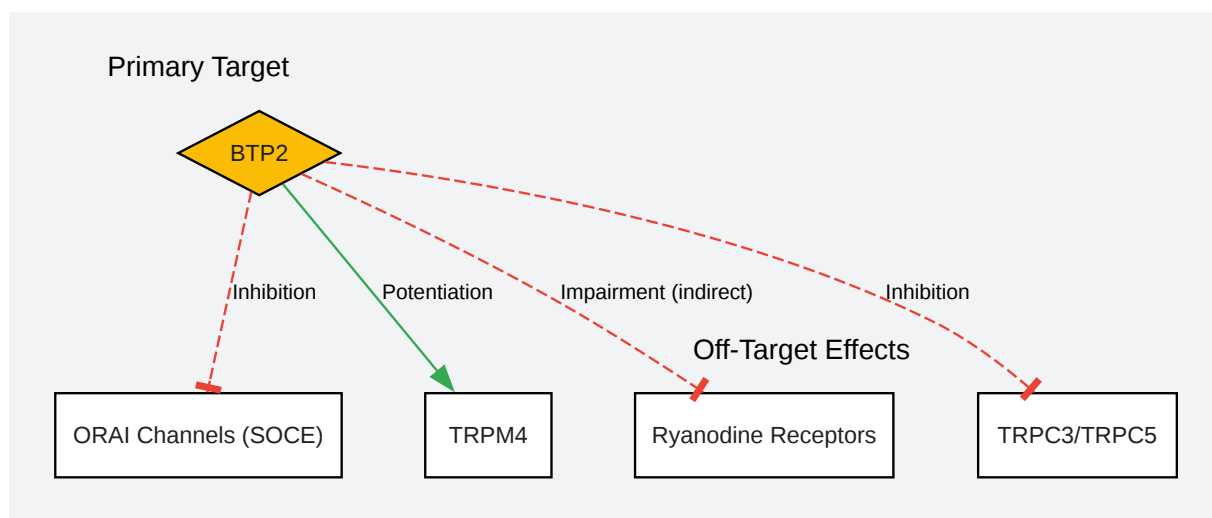 Primary Target
BTP2
Inhibition
Potentiation
Impairment (indirect)
Inhibition
Off-Target Effects
ORAI Channels (SOCE)
TRPM4
Ryanodine Receptors
TRPC3/TRPC5